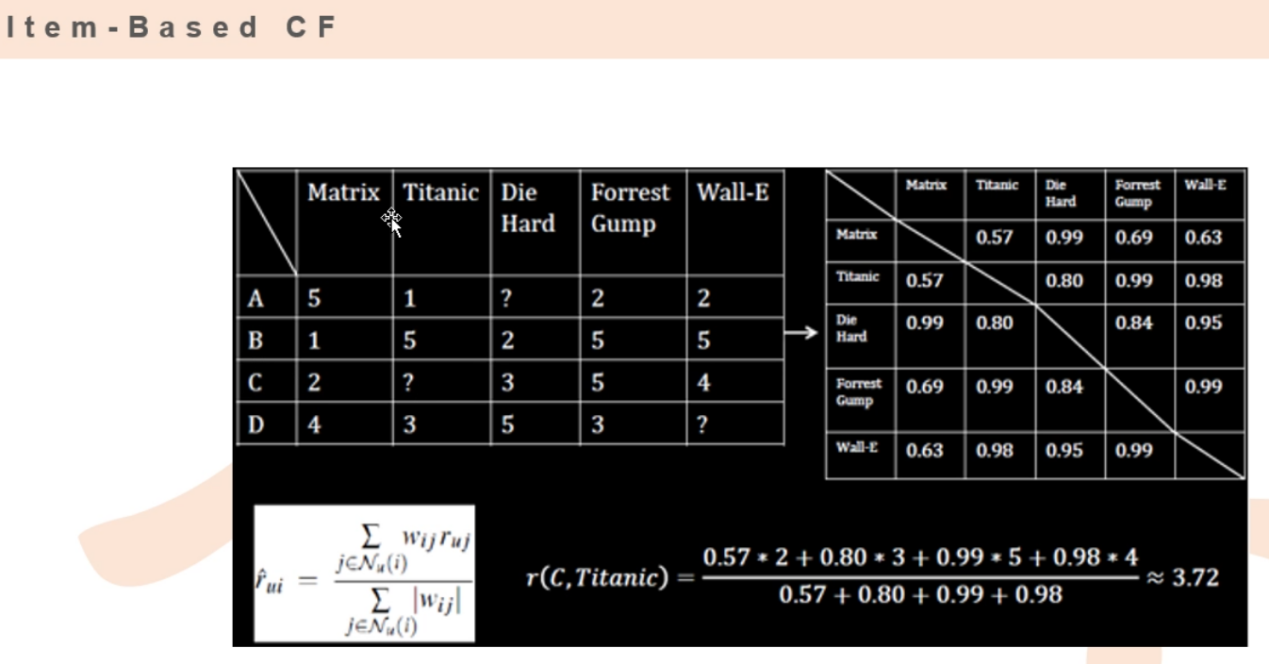 Item-Based CF
Matrix Titanic Die Hard Forrest Gump Wall-E
A 5 1 ? 2 2
B 1 5 2 5 5
C 2 ? 3 5 4
D 4 3 5 3 ?
Matrix Titanic Die Hard Forrest Gump Wall-E
Matrix 0.57 0.99 0.69 0.63
Titanic 0.57 0.80 0.99 0.98
Die Hard 0.99 0.80 0.84 0.95
Forrest Gump 0.69 0.99 0.84 0.99
Wall-E 0.63 0.98 0.95 0.99
r̂ui = ∑ j∈Nu(i) wij ruj / ∑ j∈Nu(i) |wij|
r(C, Titanic) = 0.57 * 2 + 0.80 * 3 + 0.99 * 5 + 0.98 * 4 / 0.57 + 0.80 + 0.99 + 0.98 ≈ 3.72